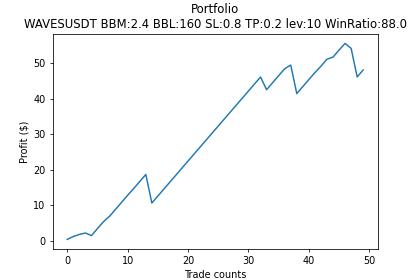 Portfolio
WAVESUSDT BBM:2.4 BBL:160 SL:0.8 TP:0.2 lev:10 WinRatio:88.0
50
40
30
20
10
0
Profit ($)
0 10 20 30 40 50
Trade counts